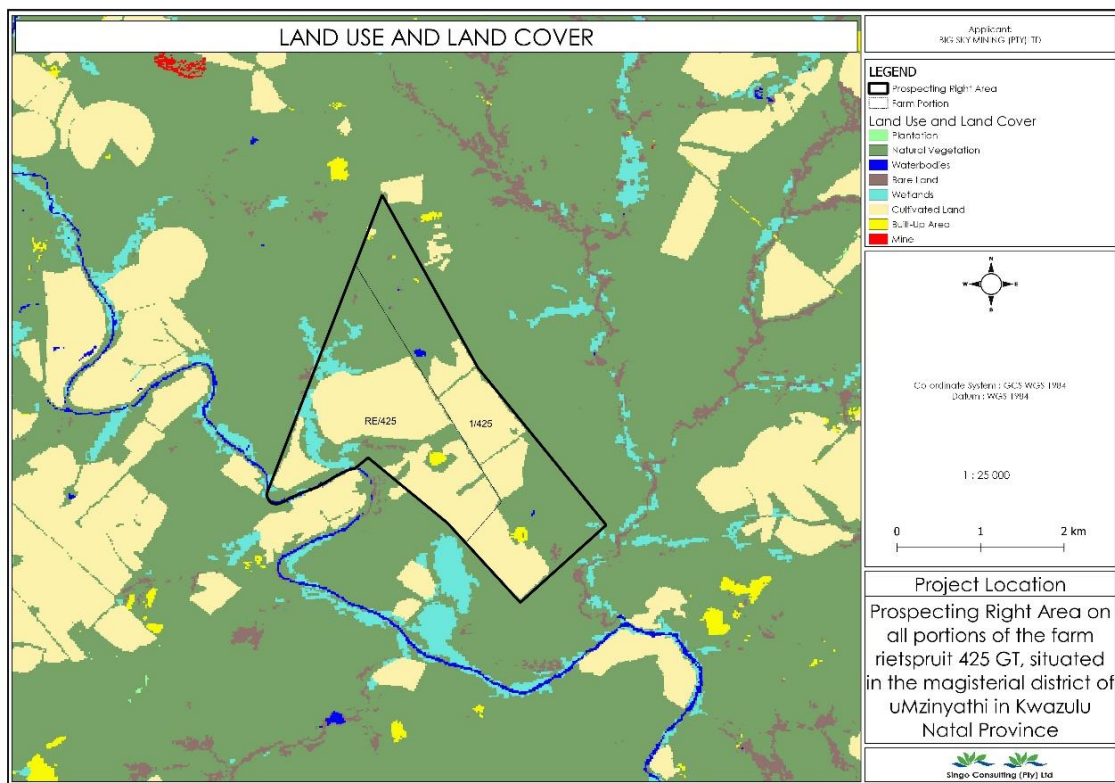 LAND USE AND LAND COVER
RE/425
1/425
Applicant:
BIG SKY MINING (PTY) LTD
LEGEND
Prospecting Right Area
Farm Portion
Land Use and Land Cover
Plantation
Natural Vegetation
Waterbodies
Bare Land
Wetlands
Cultivated Land
Built-Up Area
Mine
N
W E
S
Co ordinate System : GCS WGS 1984
Datum : WGS 1984
1 : 25 000
0 1 2 km
Project Location
Prospecting Right Area on
all portions of the farm
rietspruit 425 GT, situated
in the magisterial district of
uMzinyathi in Kwazulu
Natal Province
Singo Consulting (Pty) Ltd